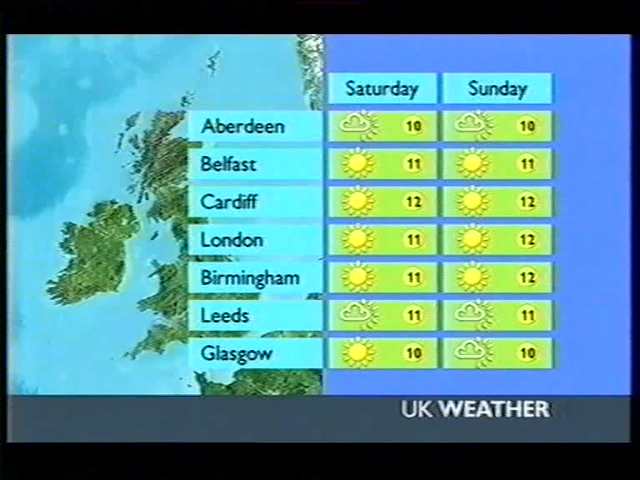 Saturday Sunday
Aberdeen 10 10
Belfast 11 11
Cardiff 12 12
London 11 12
Birmingham 11 12
Leeds 11 11
Glasgow 10 10
UK WEATHER